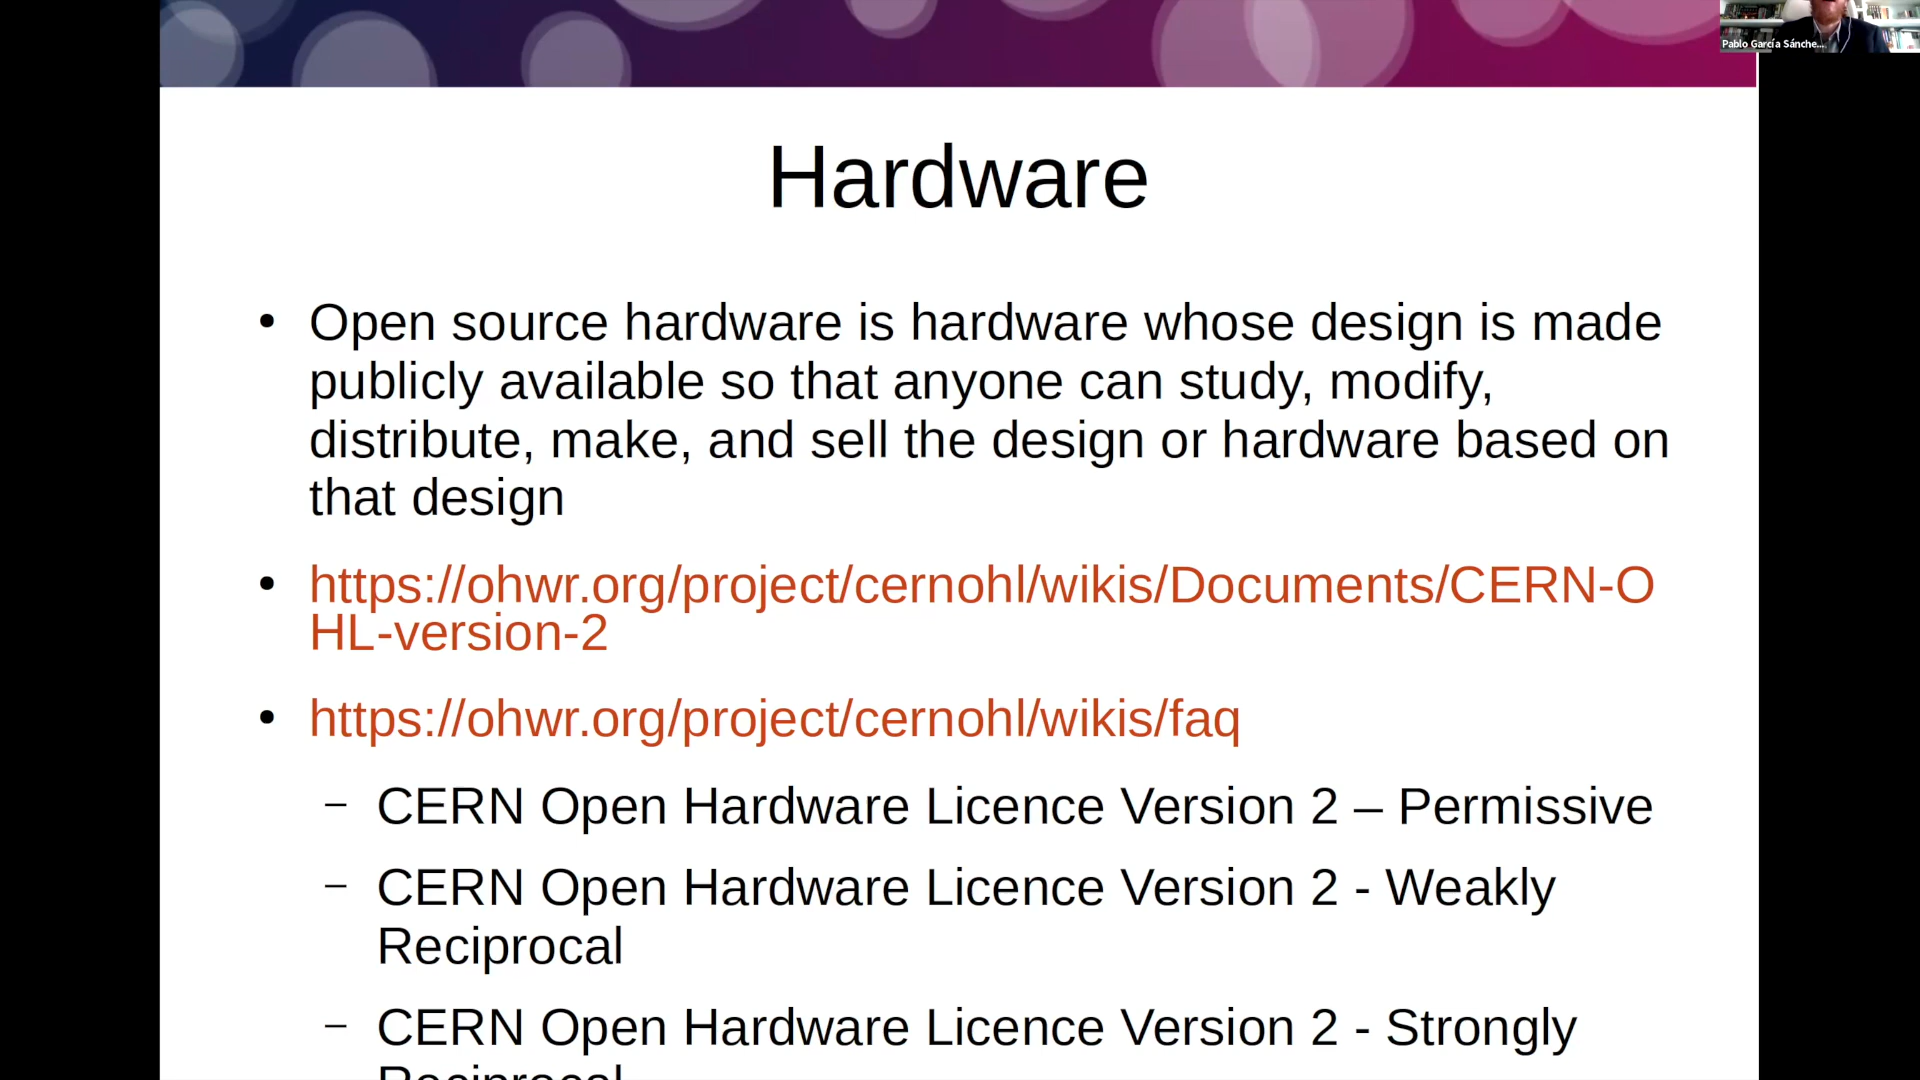 Pablo García Sánche...
Hardware
• Open source hardware is hardware whose design is made
publicly available so that anyone can study, modify,
distribute, make, and sell the design or hardware based on
that design
• https://ohwr.org/project/cernohl/wikis/Documents/CERN-O
HL-version-2
• https://ohwr.org/project/cernohl/wikis/faq
– CERN Open Hardware Licence Version 2 – Permissive
– CERN Open Hardware Licence Version 2 - Weakly
Reciprocal
– CERN Open Hardware Licence Version 2 - Strongly
Reciprocal